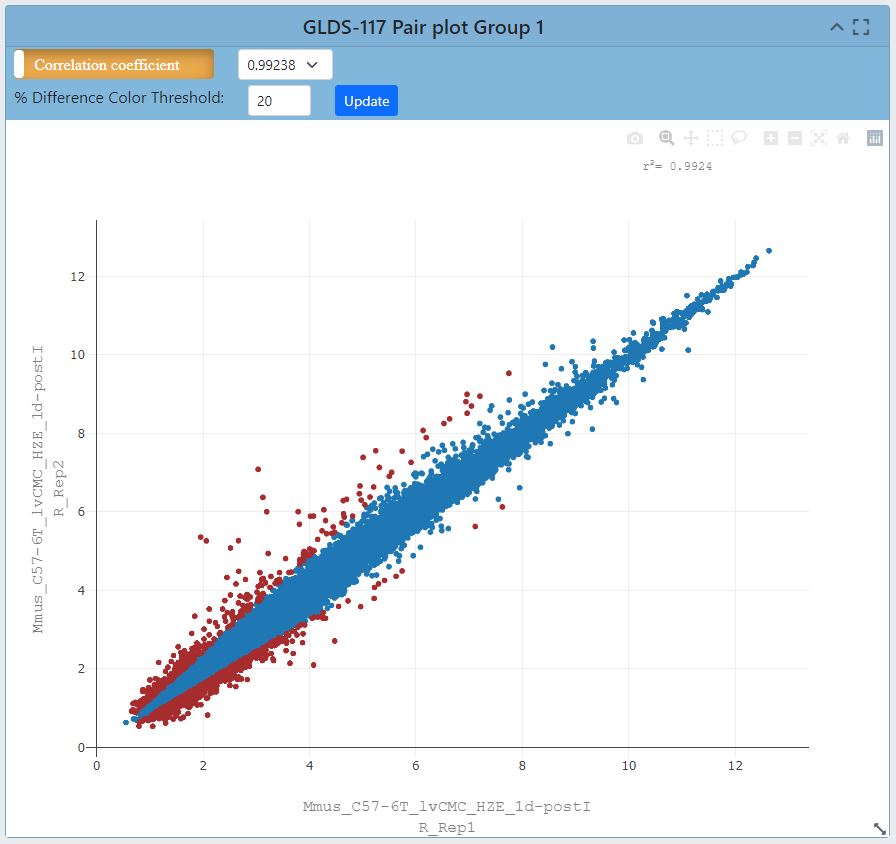 GLDS-117 Pair plot Group 1
Correlation coefficient
0.99238
% Difference Color Threshold:
20
Update
r²= 0.9924
12
10
8
6
4
2
0
Mmus_C57-6T_lvCMC_HZE_1d-postI
R_Rep2
0
2
4
6
8
10
12
Mmus_C57-6T_lvCMC_HZE_1d-postI
R_Rep1